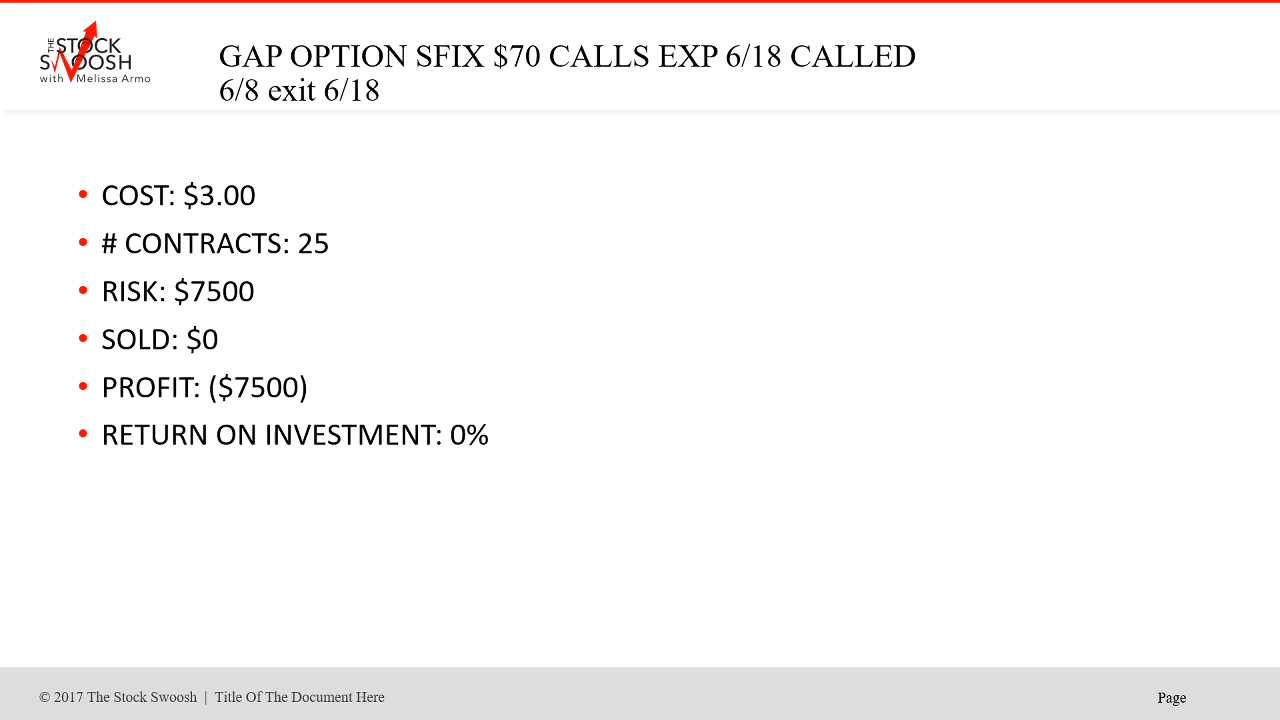 THE STOCK
SWOOSH
with Melissa Armo
GAP OPTION SFIX $70 CALLS EXP 6/18 CALLED
6/8 exit 6/18
• COST: $3.00
• # CONTRACTS: 25
• RISK: $7500
• SOLD: $0
• PROFIT: ($7500)
• RETURN ON INVESTMENT: 0%
© 2017 The Stock Swoosh | Title Of The Document Here
Page